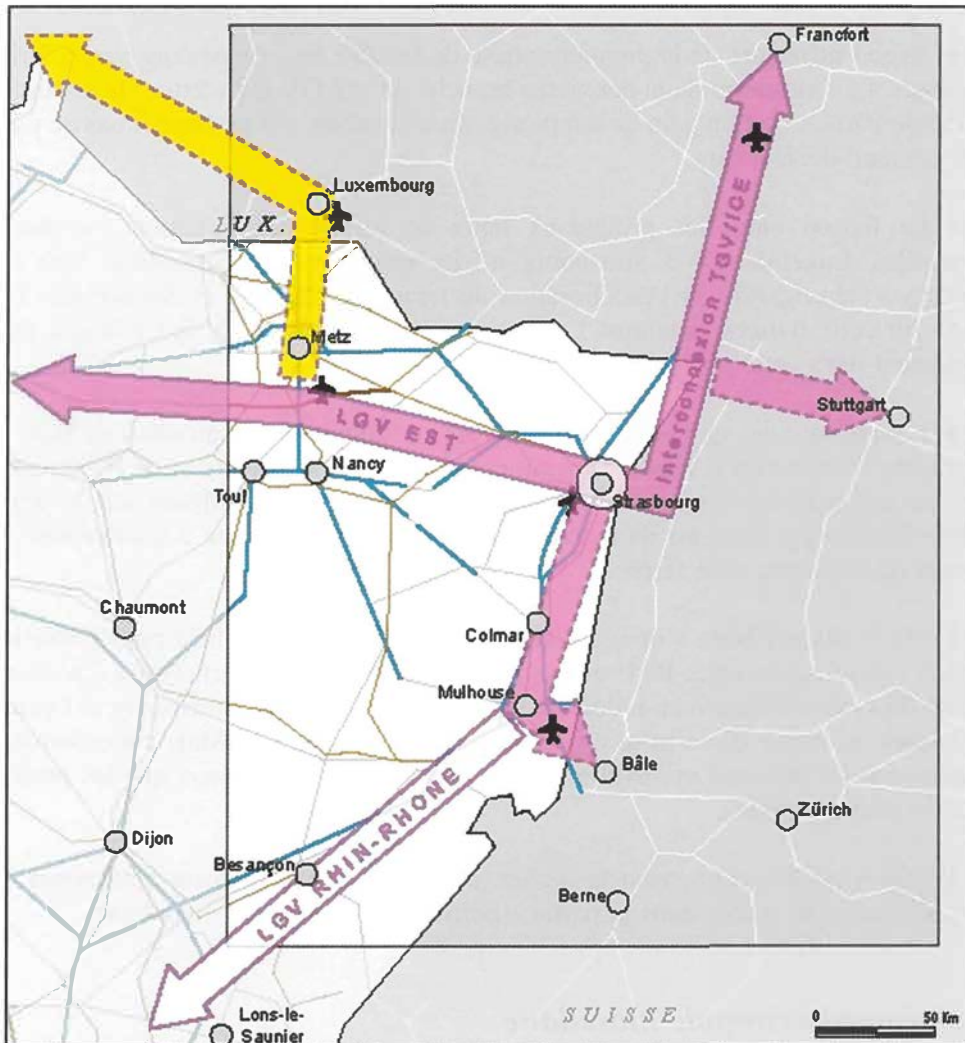 Francfort
Luxembourg
LUX.
Interconnexion TGV/ICE
Metz
Stuttgart
LGV EST
Toul
Nancy
Strasbourg
Chaumont
Colmar
Mulhouse
Bâle
Zürich
Dijon
Besançon
LGV RHIN-RHONE
Berne
Lons-le-
Saunier
SUISSE
0 50 Km